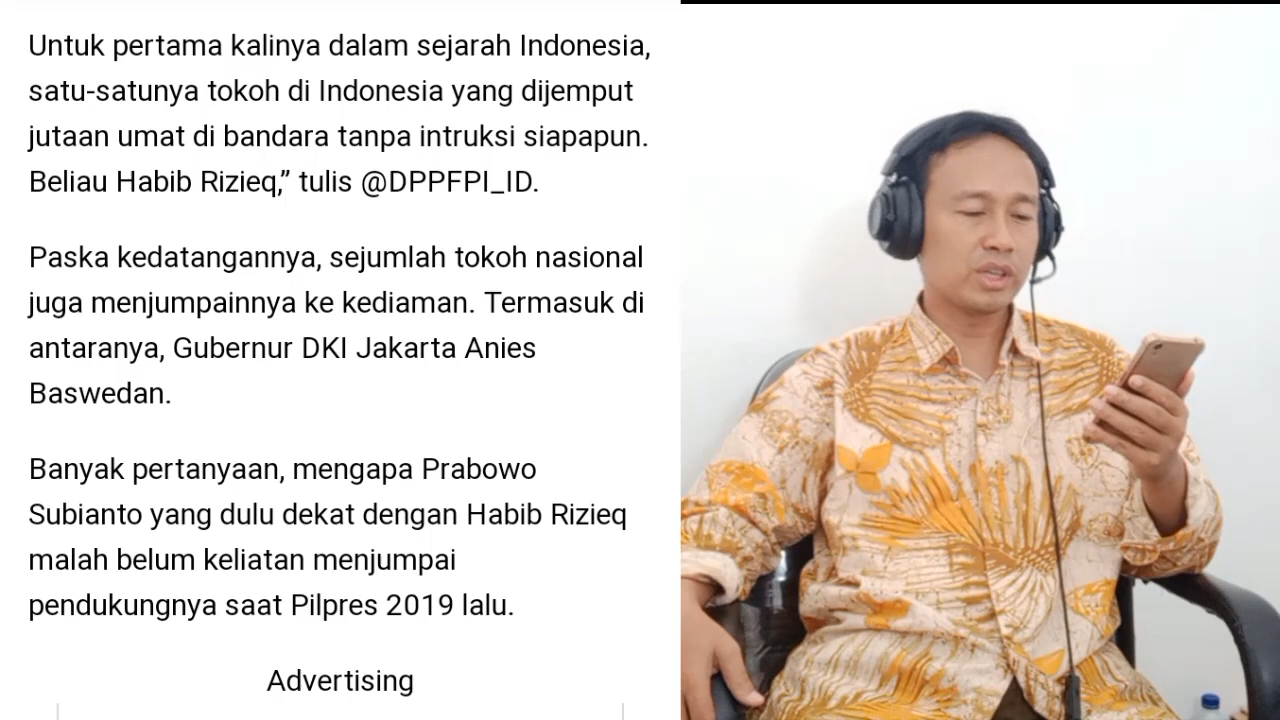 Untuk pertama kalinya dalam sejarah Indonesia,
satu-satunya tokoh di Indonesia yang dijemput
jutaan umat di bandara tanpa intruksi siapapun.
Beliau Habib Rizieq,” tulis @DPPFPI_ID.
Paska kedatangannya, sejumlah tokoh nasional
juga menjumpainnya ke kediaman. Termasuk di
antaranya, Gubernur DKI Jakarta Anies
Baswedan.
Banyak pertanyaan, mengapa Prabowo
Subianto yang dulu dekat dengan Habib Rizieq
malah belum keliatan menjumpai
pendukungnya saat Pilpres 2019 lalu.
Advertising